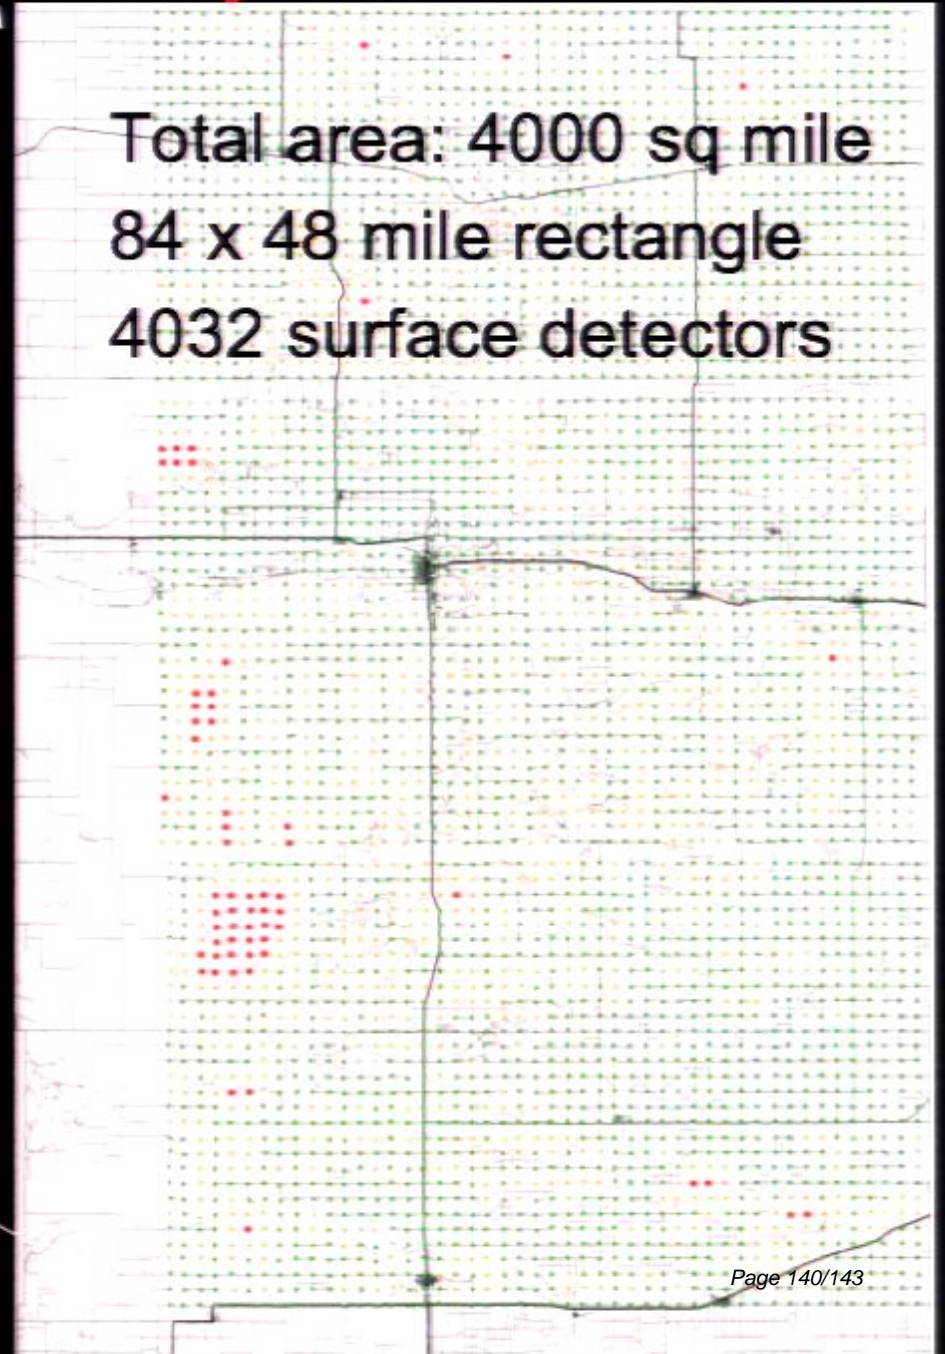 Total area: 4000 sq mile
84 x 48 mile rectangle
4032 surface detectors
Page 140/143